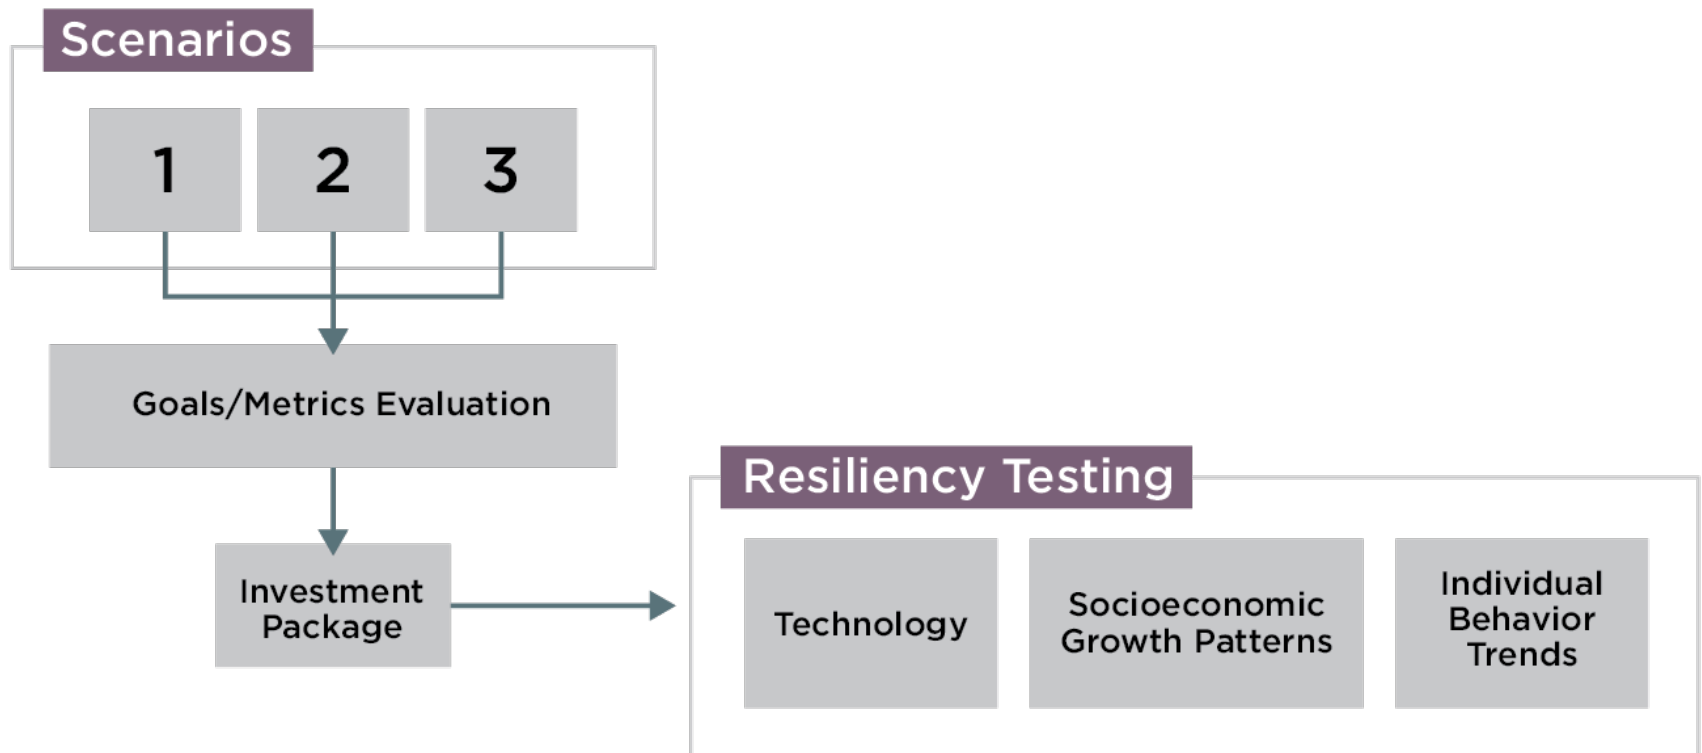 Scenarios
1
2
3
Goals/Metrics Evaluation
Investment
Package
Resiliency Testing
Technology
Socioeconomic
Growth Patterns
Individual
Behavior
Trends